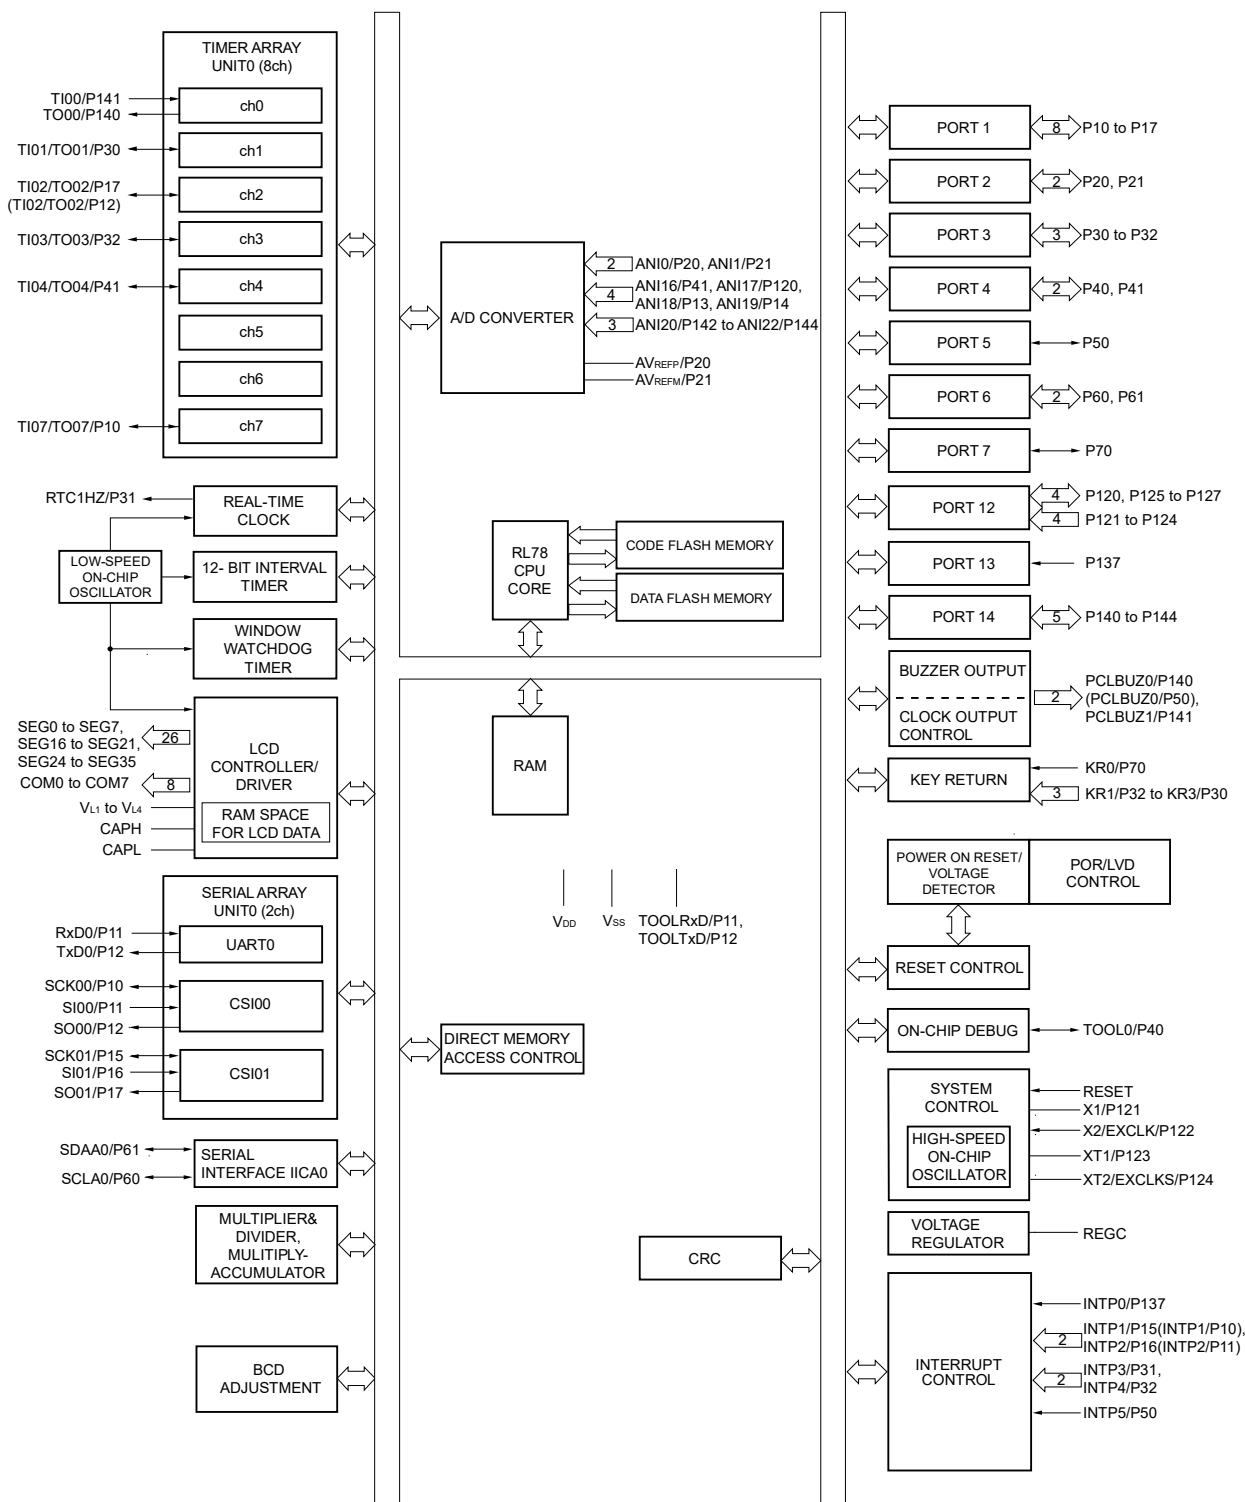 TIMER ARRAY
UNIT0 (8ch)
TI00/P141
TO00/P140
ch0
TI01/TO01/P30
ch1
TI02/TO02/P17
(TI02/TO02/P12)
ch2
TI03/TO03/P32
ch3
TI04/TO04/P41
ch4
ch5
ch6
TI07/TO07/P10
ch7
RTC1HZ/P31
REAL-TIME
CLOCK
LOW-SPEED
ON-CHIP
OSCILLATOR
12- BIT INTERVAL
TIMER
WINDOW
WATCHDOG
TIMER
SEG0 to SEG7,
SEG16 to SEG21,
SEG24 to SEG35
26
COM0 to COM7
8
VL1 to VL4
CAPH
CAPL
LCD
CONTROLLER/
DRIVER
RAM SPACE
FOR LCD DATA
SERIAL ARRAY
UNIT0 (2ch)
RxD0/P11
TxD0/P12
UART0
SCK00/P10
SI00/P11
SO00/P12
CSI00
SCK01/P15
SI01/P16
SO01/P17
CSI01
SDAA0/P61
SCLA0/P60
SERIAL
INTERFACE IICA0
MULTIPLIER&
DIVIDER,
MULITIPLY-
ACCUMULATOR
BCD
ADJUSTMENT
A/D CONVERTER
2
ANI0/P20, ANI1/P21
4
ANI16/P41, ANI17/P120,
ANI18/P13, ANI19/P14
3
ANI20/P142 to ANI22/P144
AVREFP/P20
AVREFM/P21
RL78
CPU
CORE
CODE FLASH MEMORY
DATA FLASH MEMORY
RAM
VDD
VSS
TOOLRxD/P11,
TOOLTxD/P12
DIRECT MEMORY
ACCESS CONTROL
CRC
PORT 1
8
P10 to P17
PORT 2
2
P20, P21
PORT 3
3
P30 to P32
PORT 4
2
P40, P41
PORT 5
P50
PORT 6
2
P60, P61
PORT 7
P70
PORT 12
4
P120, P125 to P127
4
P121 to P124
PORT 13
P137
PORT 14
5
P140 to P144
BUZZER OUTPUT
CLOCK OUTPUT
CONTROL
2
PCLBUZ0/P140
(PCLBUZ0/P50),
PCLBUZ1/P141
KEY RETURN
KR0/P70
3
KR1/P32 to KR3/P30
POWER ON RESET/
VOLTAGE
DETECTOR
POR/LVD
CONTROL
RESET CONTROL
ON-CHIP DEBUG
TOOL0/P40
SYSTEM
CONTROL
HIGH-SPEED
ON-CHIP
OSCILLATOR
RESET
X1/P121
X2/EXCLK/P122
XT1/P123
XT2/EXCLKS/P124
VOLTAGE
REGULATOR
REGC
INTERRUPT
CONTROL
INTP0/P137
2
INTP1/P15(INTP1/P10),
INTP2/P16(INTP2/P11)
2
INTP3/P31,
INTP4/P32
INTP5/P50